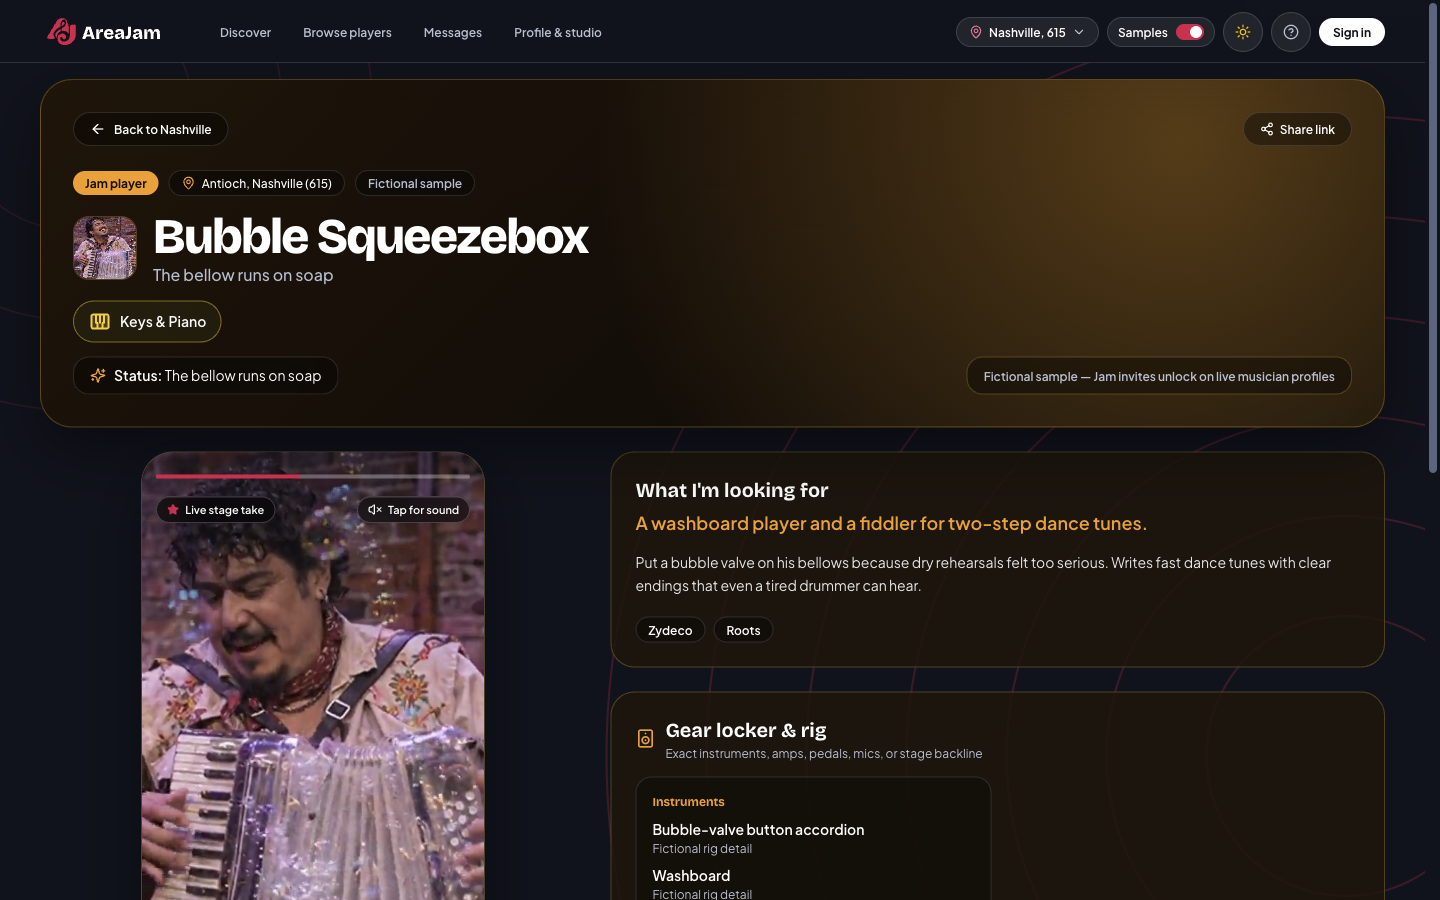 AreaJam
Discover
Browse players
Messages
Profile & studio
Nashville, 615
Samples
Sign in
Back to Nashville
Share link
Jam player
Antioch, Nashville (615)
Fictional sample
Bubble Squeezebox
The bellow runs on soap
Keys & Piano
Status: The bellow runs on soap
Fictional sample — Jam invites unlock on live musician profiles
Live stage take
Tap for sound
What I'm looking for
A washboard player and a fiddler for two-step dance tunes.
Put a bubble valve on his bellows because dry rehearsals felt too serious. Writes fast dance tunes with clear
endings that even a tired drummer can hear.
Zydeco
Roots
Gear locker & rig
Exact instruments, amps, pedals, mics, or stage backline
Instruments
Bubble-valve button accordion
Fictional rig detail
Washboard
Fictional rig detail